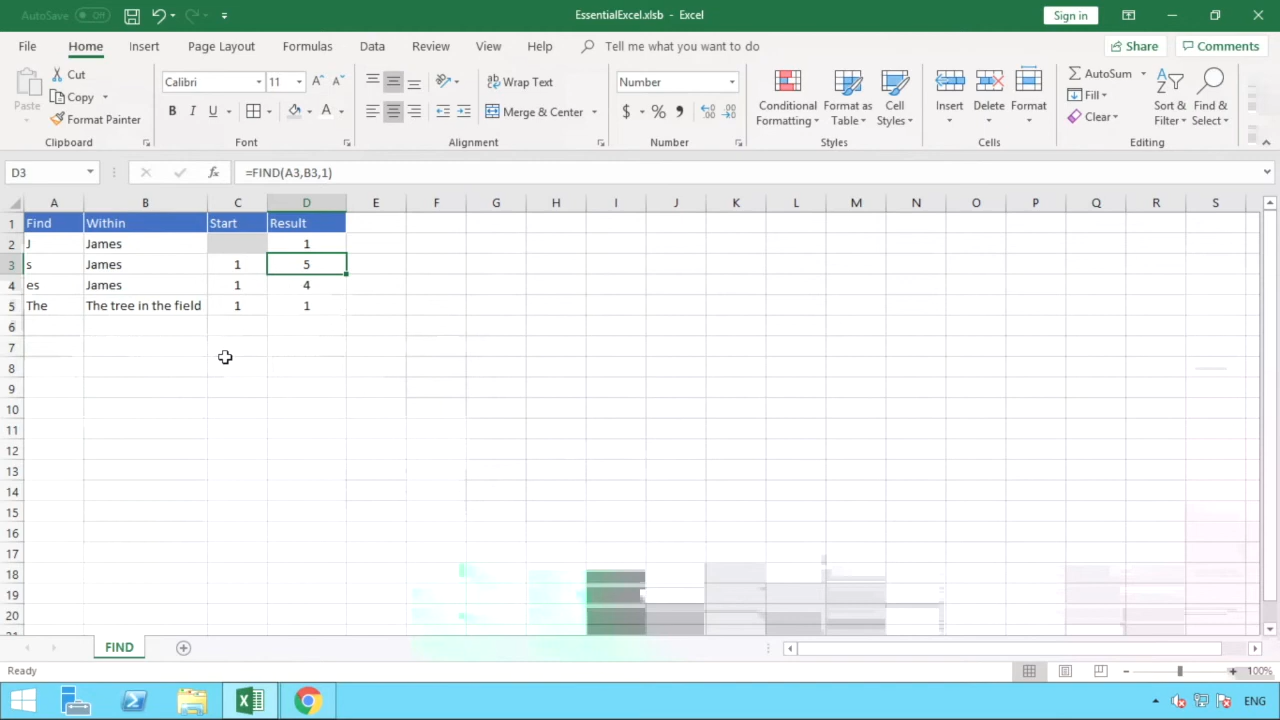 AutoSave Off EssentialExcel.xlsb - Excel Sign in
File Home Insert Page Layout Formulas Data Review View Help Tell me what you want to do Share Comments
Cut
Copy
Format Painter
Paste
Clipboard
Calibri 11
B I U A
Font
Wrap Text
Merge & Center
Alignment
Number
$ % 9
Number
Conditional Formatting
Format as Table
Cell Styles
Styles
Insert Delete Format
Cells
AutoSum
Fill
Clear
Sort & Filter
Find & Select
Editing
D3 fx =FIND(A3,B3,1)
A B C D E F G H I J K L M N O P Q R S
1 Find Within Start Result
2 J James 1
3 s James 1 5
4 es James 1 4
5 The The tree in the field 1 1
6
7
8
9
10
11
12
13
14
15
16
17
18
19
20
21
FIND
Ready 100%
ENG